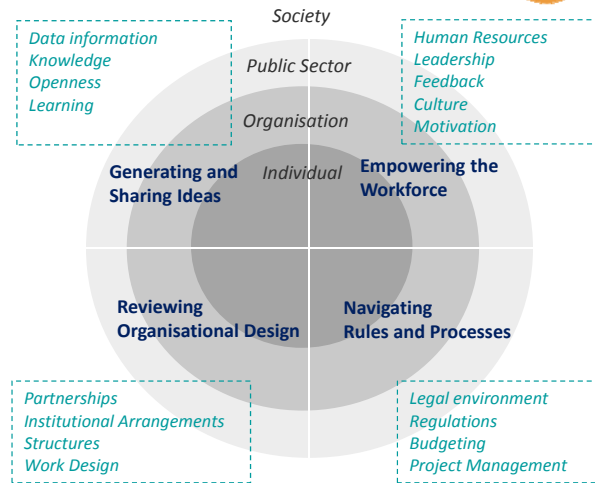 Society
Data information
Knowledge
Openness
Learning
Human Resources
Leadership
Feedback
Culture
Motivation
Public Sector
Organisation
Individual
Generating and
Sharing Ideas
Empowering the
Workforce
Reviewing
Organisational Design
Navigating
Rules and Processes
Partnerships
Institutional Arrangements
Structures
Work Design
Legal environment
Regulations
Budgeting
Project Management